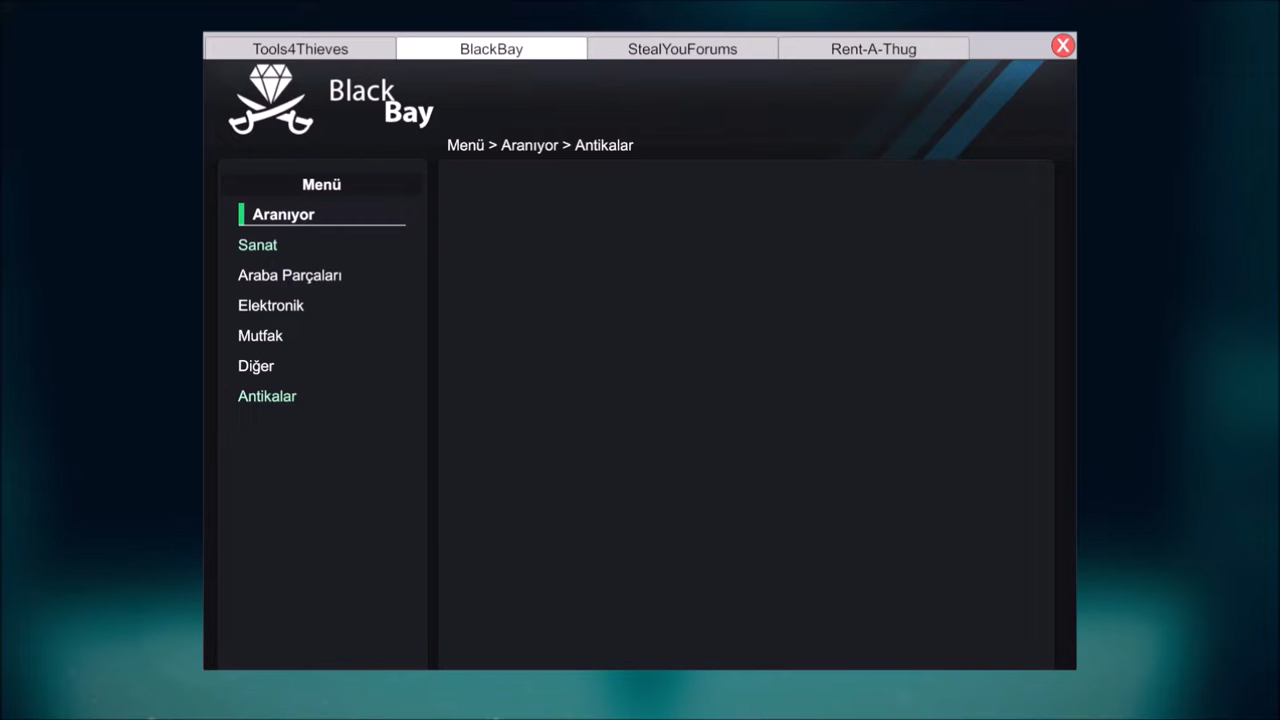 Tools4Thieves
BlackBay
StealYouForums
Rent-A-Thug
X
Black
Bay
Menü > Aranıyor > Antikalar
Menü
Aranıyor
Sanat
Araba Parçaları
Elektronik
Mutfak
Diğer
Antikalar